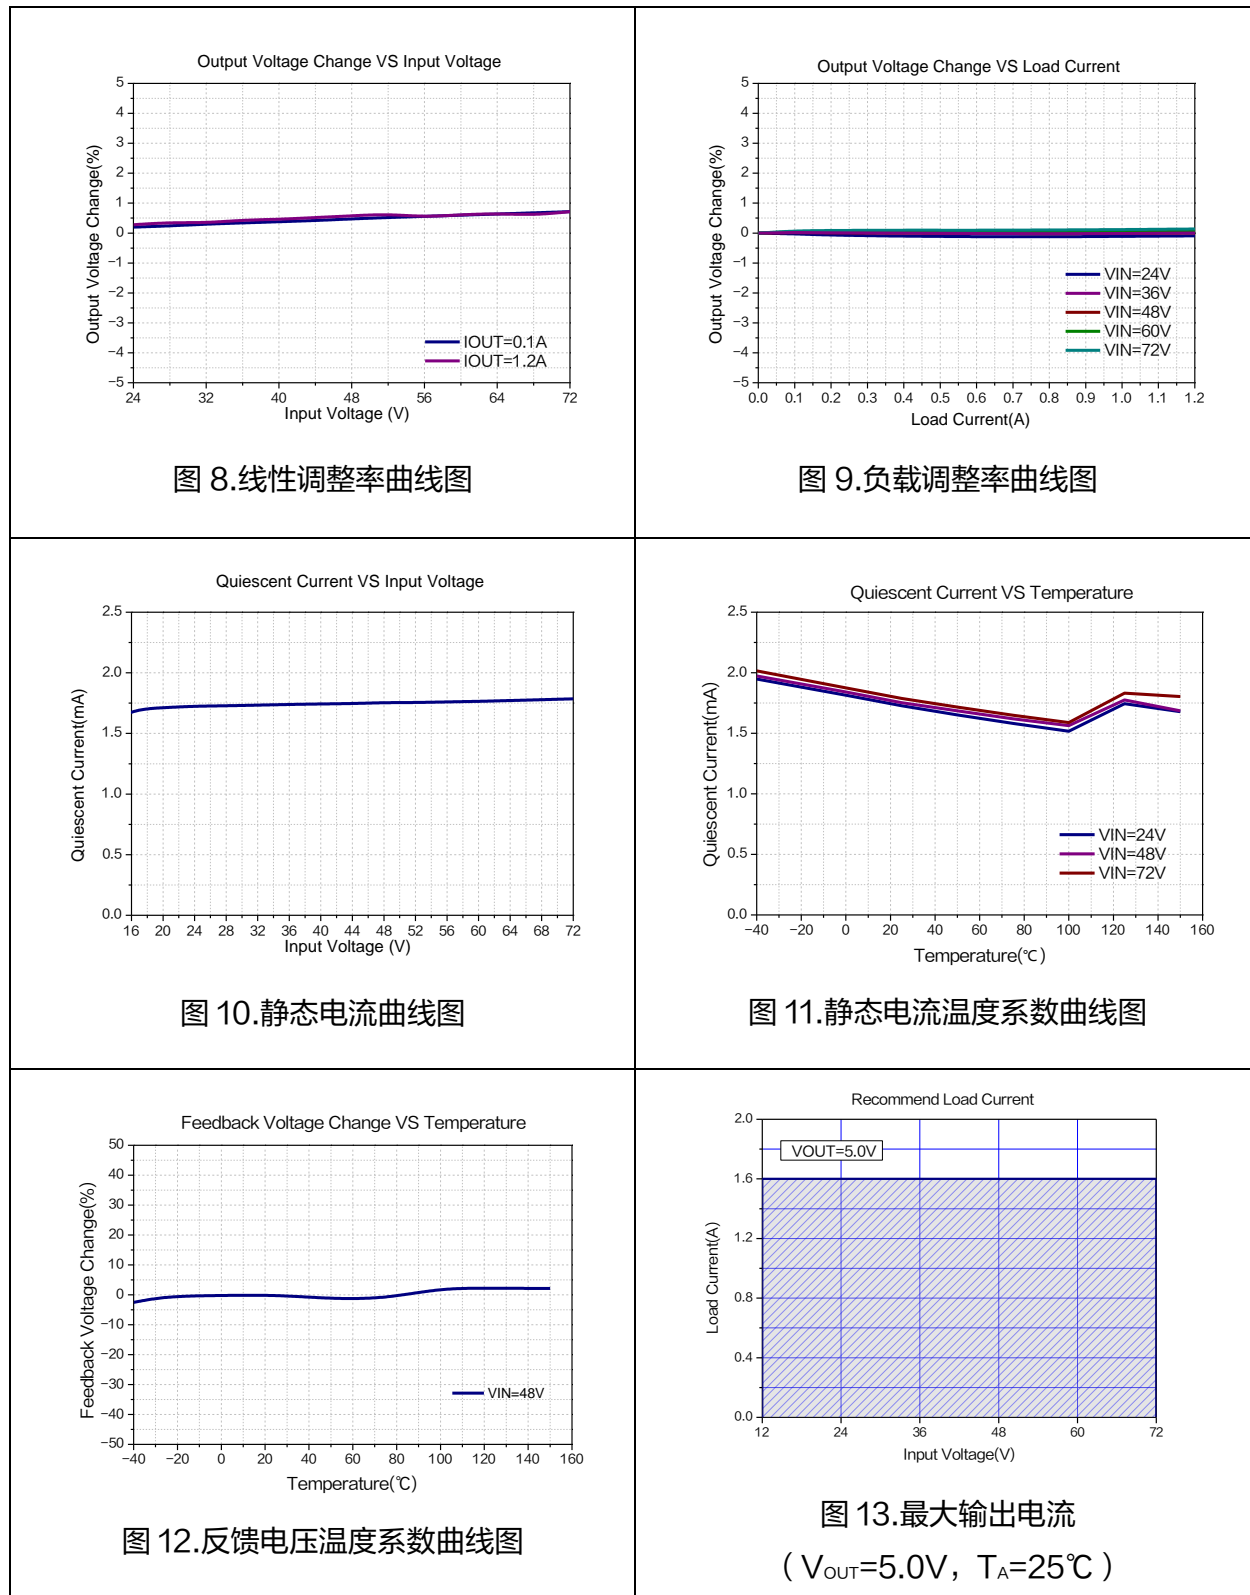 Output Voltage Change VS Input Voltage
Output Voltage Change(%)
5
4
3
2
1
0
−1
−2
−3
−4
−5
IOUT=0.1A
IOUT=1.2A
24 32 40 48 56 64 72
Input Voltage (V)
图 8.线性调整率曲线图
Output Voltage Change VS Load Current
Output Voltage Change(%)
5
4
3
2
1
0
−1
−2
−3
−4
−5
VIN=24V
VIN=36V
VIN=48V
VIN=60V
VIN=72V
0.0 0.1 0.2 0.3 0.4 0.5 0.6 0.7 0.8 0.9 1.0 1.1 1.2
Load Current(A)
图 9.负载调整率曲线图
Quiescent Current VS Input Voltage
Quiescent Current(mA)
2.5
2.0
1.5
1.0
0.5
0.0
16 20 24 28 32 36 40 44 48 52 56 60 64 68 72
Input Voltage (V)
图 10.静态电流曲线图
Quiescent Current VS Temperature
Quiescent Current(mA)
2.5
2.0
1.5
1.0
0.5
0.0
VIN=24V
VIN=48V
VIN=72V
−40 −20 0 20 40 60 80 100 120 140 160
Temperature(℃)
图 11.静态电流温度系数曲线图
Feedback Voltage Change VS Temperature
Feedback Voltage Change(%)
50
40
30
20
10
0
−10
−20
−30
−40
−50
VIN=48V
−40 −20 0 20 40 60 80 100 120 140 160
Temperature(℃)
图 12.反馈电压温度系数曲线图
Recommend Load Current
Load Current(A)
2.0
1.6
1.2
0.8
0.4
0.0
VOUT=5.0V
12 24 36 48 60 72
Input Voltage(V)
图 13.最大输出电流
（VOUT=5.0V，TA=25℃）